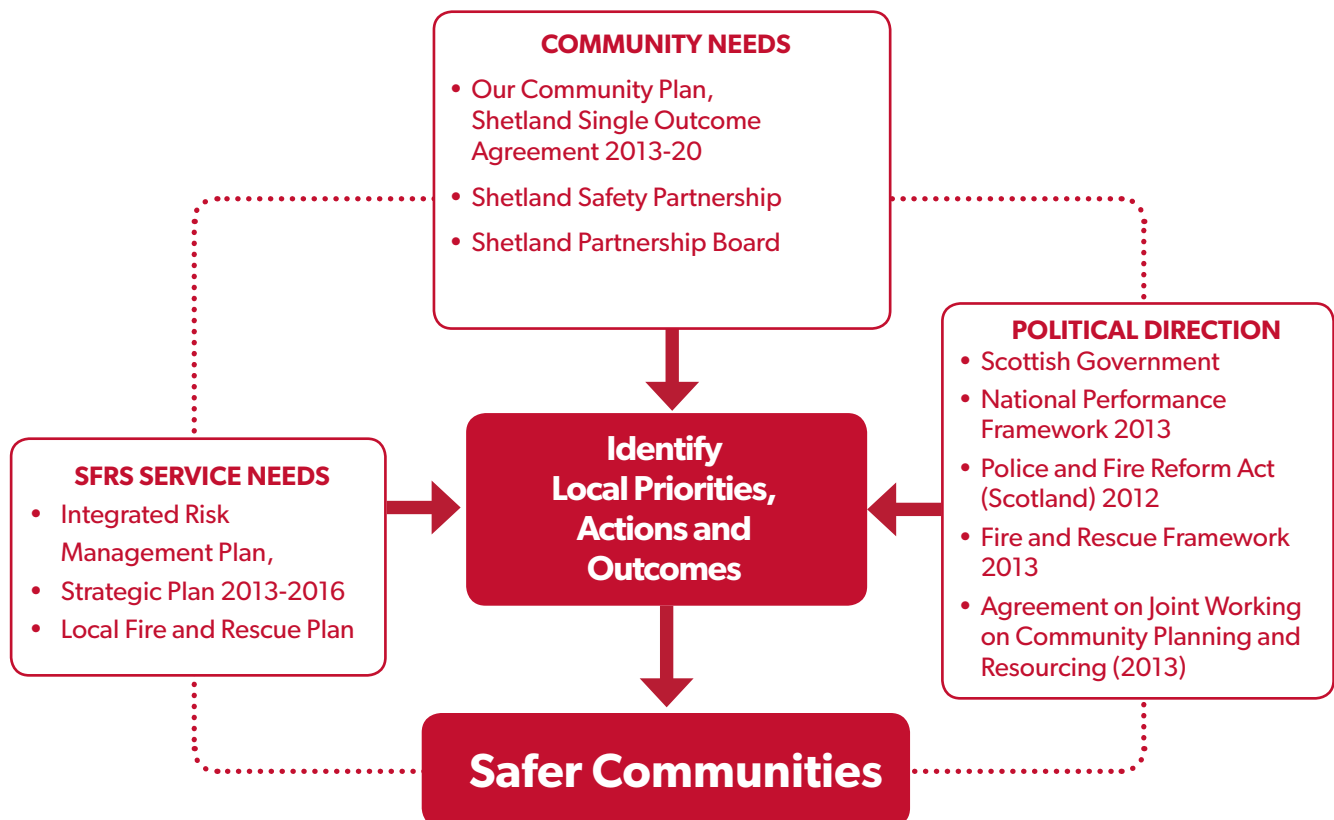 COMMUNITY NEEDS
• Our Community Plan,
Shetland Single Outcome
Agreement 2013-20
• Shetland Safety Partnership
• Shetland Partnership Board
POLITICAL DIRECTION
• Scottish Government
• National Performance
Framework 2013
• Police and Fire Reform Act
(Scotland) 2012
• Fire and Rescue Framework
2013
• Agreement on Joint Working
on Community Planning and
Resourcing (2013)
Identify
Local Priorities,
Actions and
Outcomes
SFRS SERVICE NEEDS
• Integrated Risk
Management Plan,
• Strategic Plan 2013-2016
• Local Fire and Rescue Plan
Safer Communities